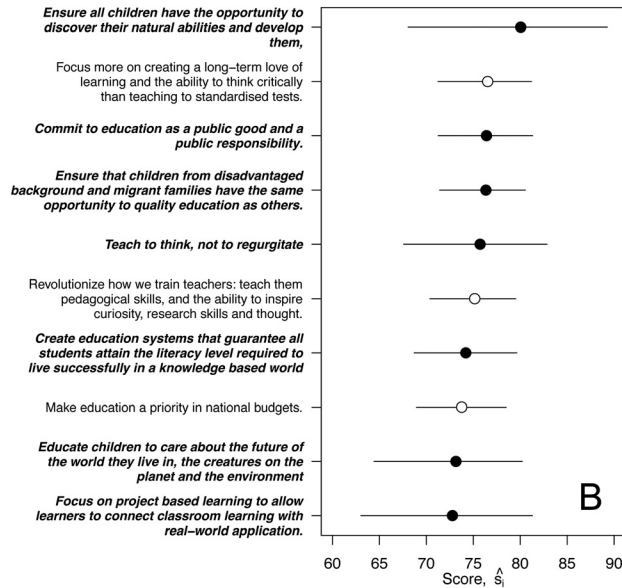 Ensure all children have the opportunity to
discover their natural abilities and develop
them,
Focus more on creating a long−term love of
learning and the ability to think critically
than teaching to standardised tests.
Commit to education as a public good and a
public responsibility.
Ensure that children from disadvantaged
background and migrant families have the same
opportunity to quality education as others.
Teach to think, not to regurgitate
Revolutionize how we train teachers: teach them
pedagogical skills, and the ability to inspire
curiosity, research skills and thought.
Create education systems that guarantee all
students attain the literacy level required to
live successfully in a knowledge based world
Make education a priority in national budgets.
Educate children to care about the future of
the world they live in, the creatures on the
planet and the environment
Focus on project based learning to allow
learners to connect classroom learning with
real−world application.
B
60 65 70 75 80 85 90
Score, ŝi